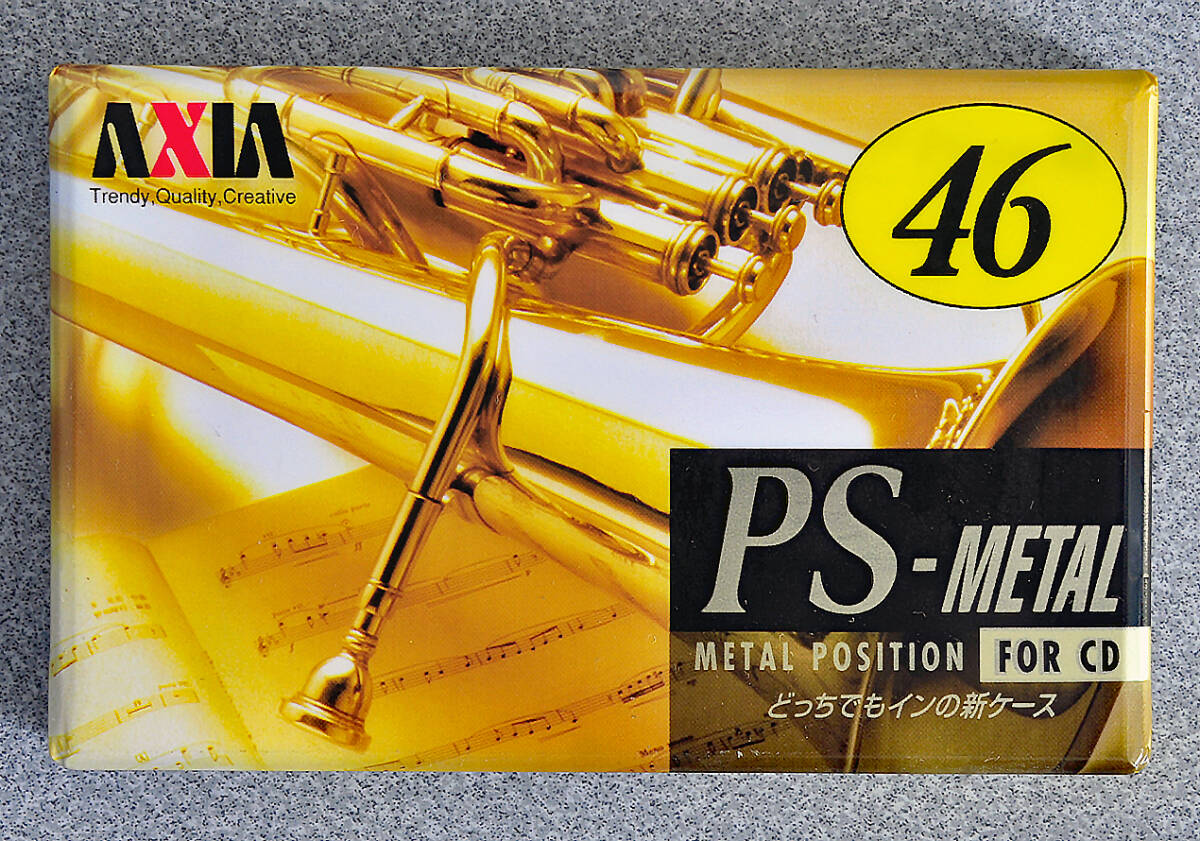 AXIA
Trendy,Quality,Creative
46
PS-METAL
METAL POSITION FOR CD
どっちでもインの新ケース